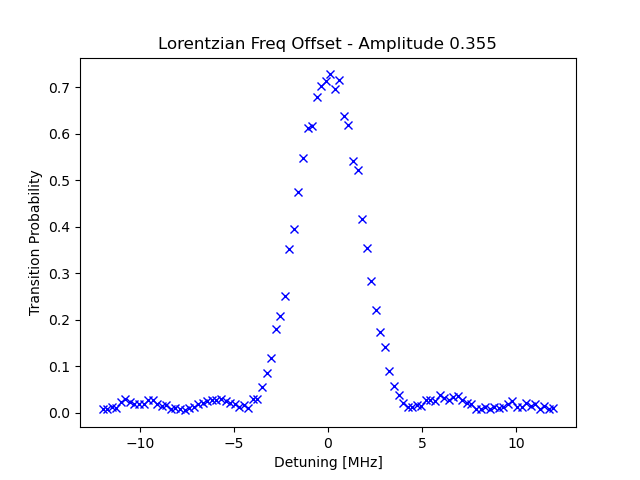 Lorentzian Freq Offset - Amplitude 0.355
Transition Probability
0.7
0.6
0.5
0.4
0.3
0.2
0.1
0.0
−10 −5 0 5 10
Detuning [MHz]